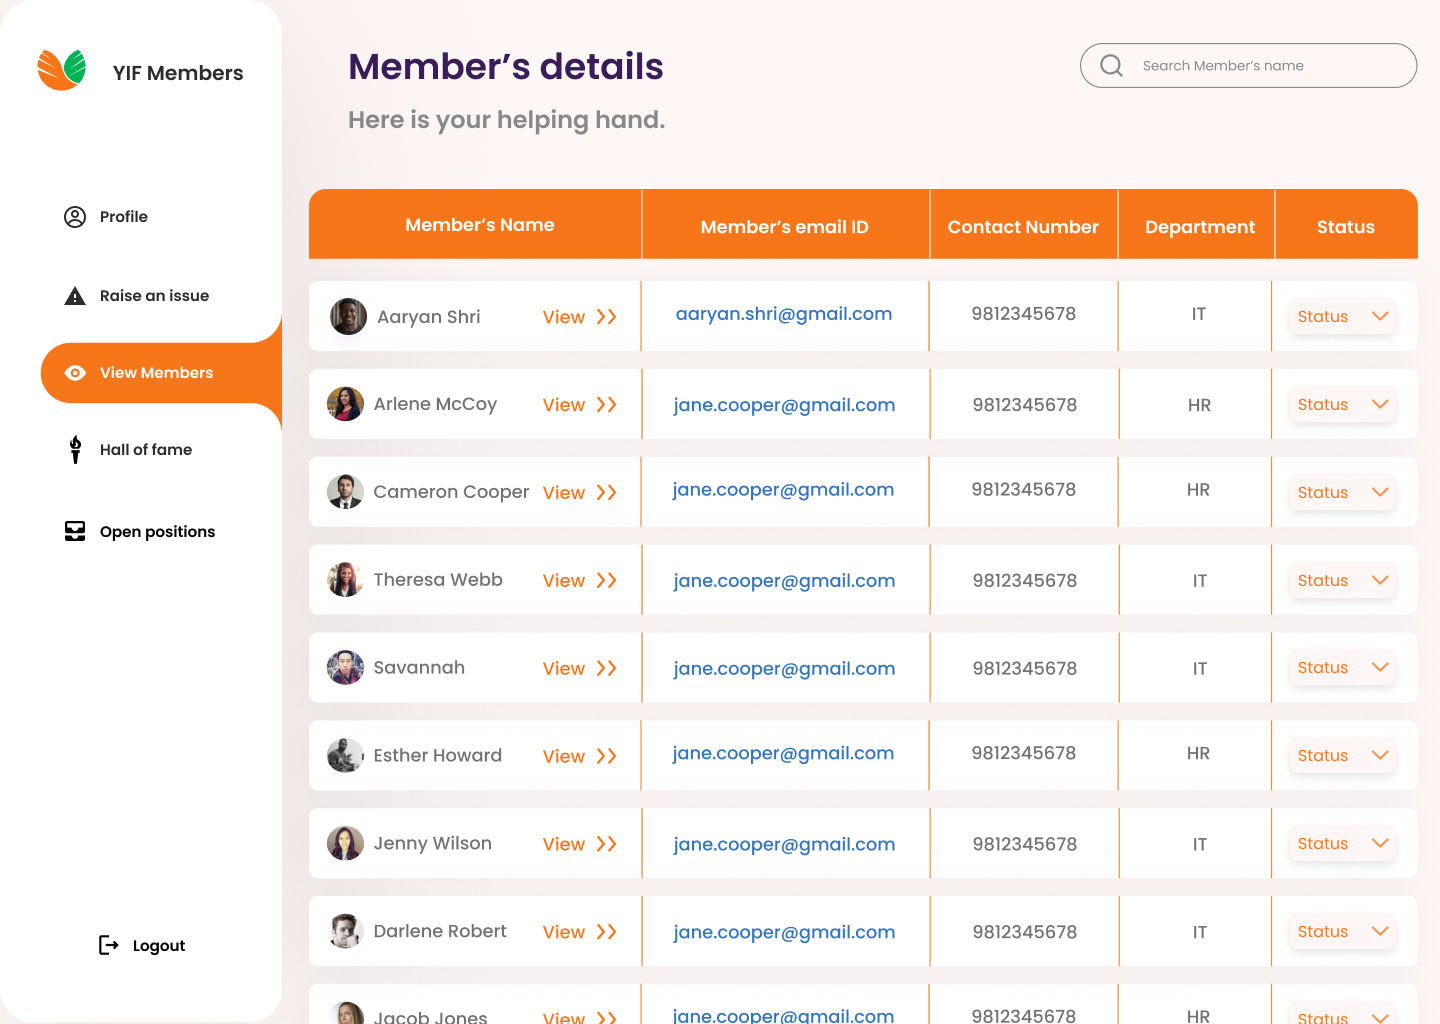 YIF Members
Profile
Raise an issue
View Members
Hall of fame
Open positions
Logout
Member's details
Here is your helping hand.
Search Member's name
Member's Name Member's email ID Contact Number Department Status
Aaryan Shri View aaryan.shri@gmail.com 9812345678 IT Status
Arlene McCoy View jane.cooper@gmail.com 9812345678 HR Status
Cameron Cooper View jane.cooper@gmail.com 9812345678 HR Status
Theresa Webb View jane.cooper@gmail.com 9812345678 IT Status
Savannah View jane.cooper@gmail.com 9812345678 IT Status
Esther Howard View jane.cooper@gmail.com 9812345678 HR Status
Jenny Wilson View jane.cooper@gmail.com 9812345678 IT Status
Darlene Robert View jane.cooper@gmail.com 9812345678 IT Status
Jacob Jones View jane.cooper@gmail.com 9812345678 HR Status